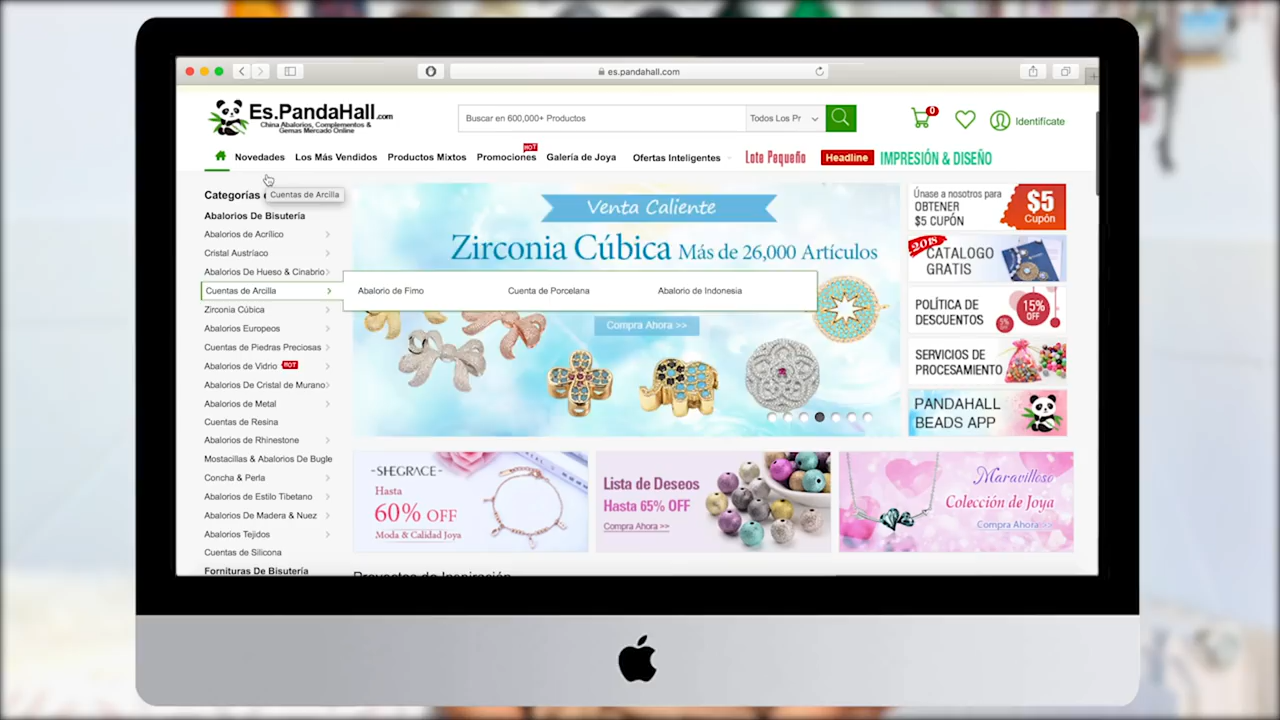 es.pandahall.com
Es.PandaHall.com
China Abalorios, Complementos &
Gemas Mercado Online
Buscar en 600,000+ Productos
Todos Los Pr
0
Identifícate
Novedades
Los Más Vendidos
Productos Mixtos
Promociones
HOT
Galería de Joya
Ofertas Inteligentes
Lote Pequeño
Headline
IMPRESIÓN & DISEÑO
Categorías
Cuentas de Arcilla
Abalorios De Bisutería
Abalorios de Acrílico
Cristal Austríaco
Abalorios De Hueso & Cinabrio
Cuentas de Arcilla
Zirconia Cúbica
Abalorios Europeos
Cuentas de Piedras Preciosas
Abalorios de Vidrio HOT
Abalorios De Cristal de Murano
Abalorios de Metal
Cuentas de Resina
Abalorios de Rhinestone
Mostacillas & Abalorios De Bugle
Concha & Perla
Abalorios de Estilo Tibetano
Abalorios De Madera & Nuez
Abalorios Tejidos
Cuentas de Silicona
Fornituras De Bisutería
Venta Caliente
Zirconia Cúbica Más de 26,000 Artículos
Abalorio de Fimo
Cuenta de Porcelana
Abalorio de Indonesia
Compra Ahora >>
Únase a nosotros para
OBTENER
$5 CUPÓN
$5
Cupón
2018
CATALOGO
GRATIS
POLÍTICA DE
DESCUENTOS
5%
OFF
15%
OFF
SERVICIOS DE
PROCESAMIENTO
PANDAHALL
BEADS APP
-SHEGRACE-
Hasta
60% OFF
Moda & Calidad Joya
Lista de Deseos
Hasta 65% OFF
Compra Ahora >>
Maravilloso
Colección de Joya
Compra Ahora >>
Proyectos de Inspiración